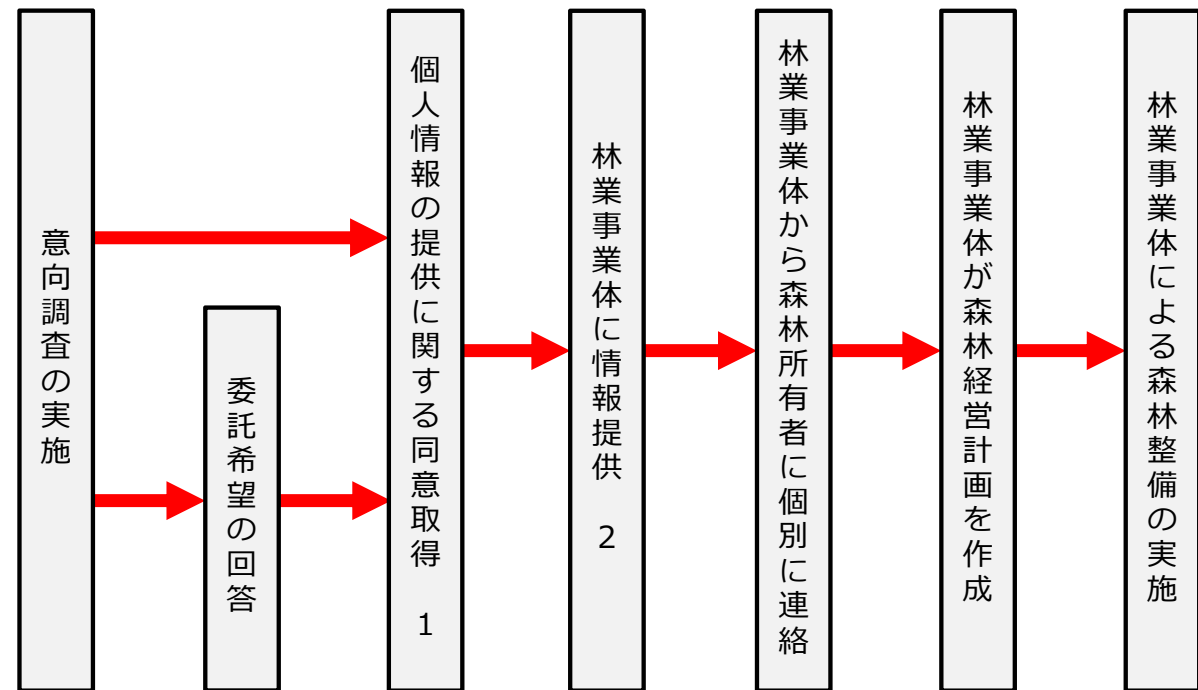 意向調査の実施
委託希望の回答
個人情報の提供に関する同意取得　1
林業事業体に情報提供　2
林業事業体から森林所有者に個別に連絡
林業事業体が森林経営計画を作成
林業事業体による森林整備の実施